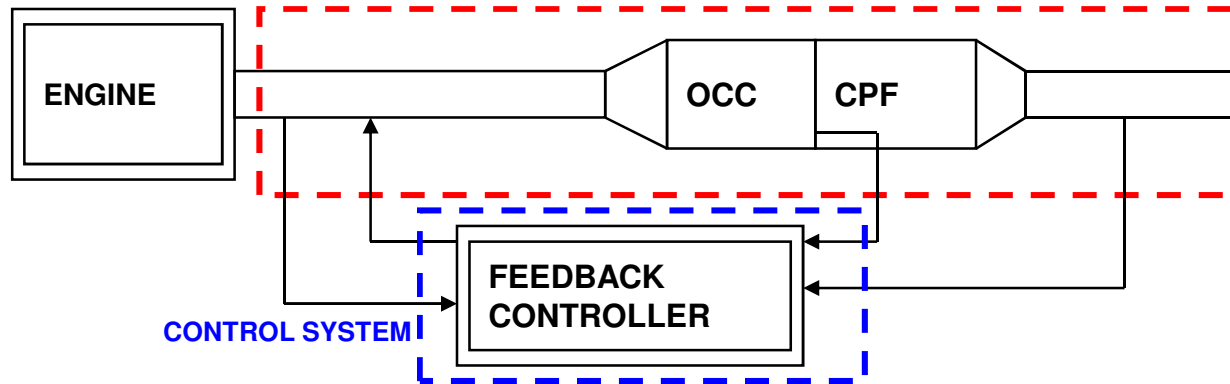 ENGINE
OCC
CPF
FEEDBACK
CONTROLLER
CONTROL SYSTEM